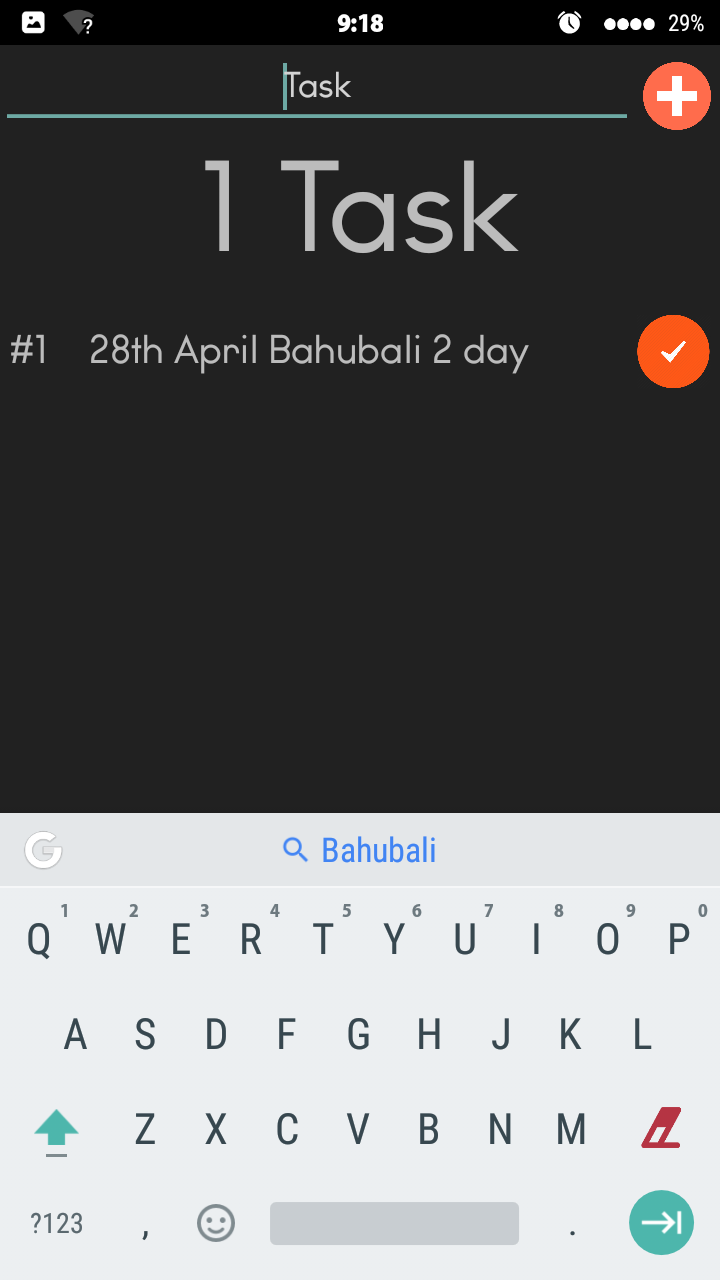 9:18 29%
Task
1 Task
#1 28th April Bahubali 2 day
G Bahubali
1 2 3 4 5 6 7 8 9 0
Q W E R T Y U I O P
A S D F G H J K L
Z X C V B N M
?123 , .